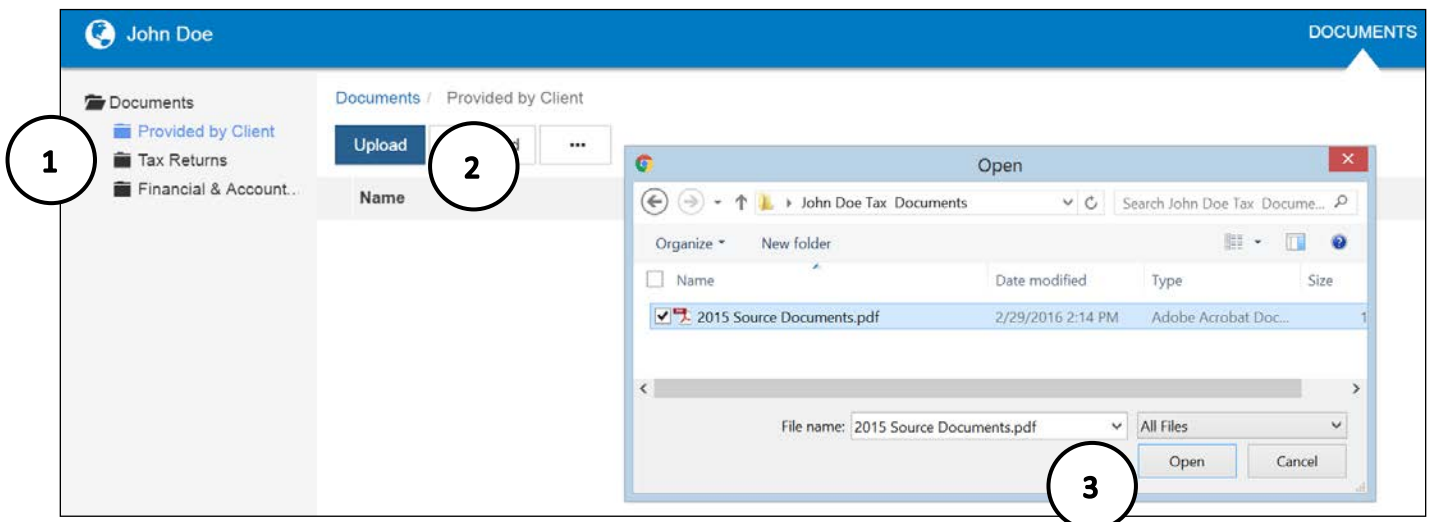 John Doe
DOCUMENTS
Documents
Provided by Client
Tax Returns
Financial & Account...
1
Documents / Provided by Client
Upload
2
•••
Name
Open
John Doe Tax Documents
Search John Doe Tax Docume...
Organize
New folder
Name Date modified Type Size
2015 Source Documents.pdf 2/29/2016 2:14 PM Adobe Acrobat Doc... 1
File name: 2015 Source Documents.pdf All Files
Open Cancel
3